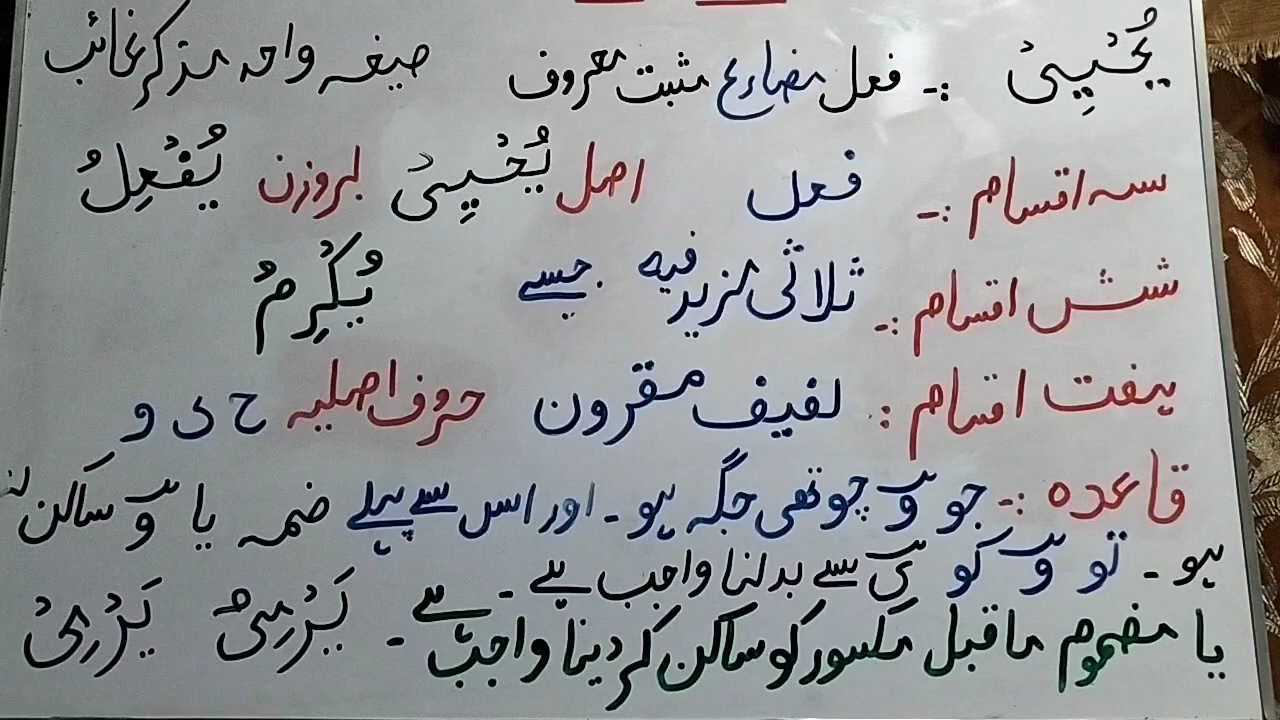 یُحْیِیْ :۔ فعل مضارع مثبت معروف صیغہ واحد مذکر غائب
سہ اقسام :۔ فعل اصل یُحْیِیُ بروزن یُفْعِلُ
شش اقسام :۔ ثلاثی مزید فیہ جیسے یُکْرِمُ
ہفت اقسام : لفیف مقرون حروف اصلیہ ح ی و
قاعدہ :۔ جو وؔ چوتھی جگہ ہو۔ اور اس سے پہلے ضمہ یا وؔ ساکن نہ
ہو۔ تو وؔ کو یؔ سے بدلنا واجب ہے۔
یا مضموم ماقبل مکسور کو ساکن کر دینا واجب ہے۔ یَرْمِیُ یَرْمِیْ